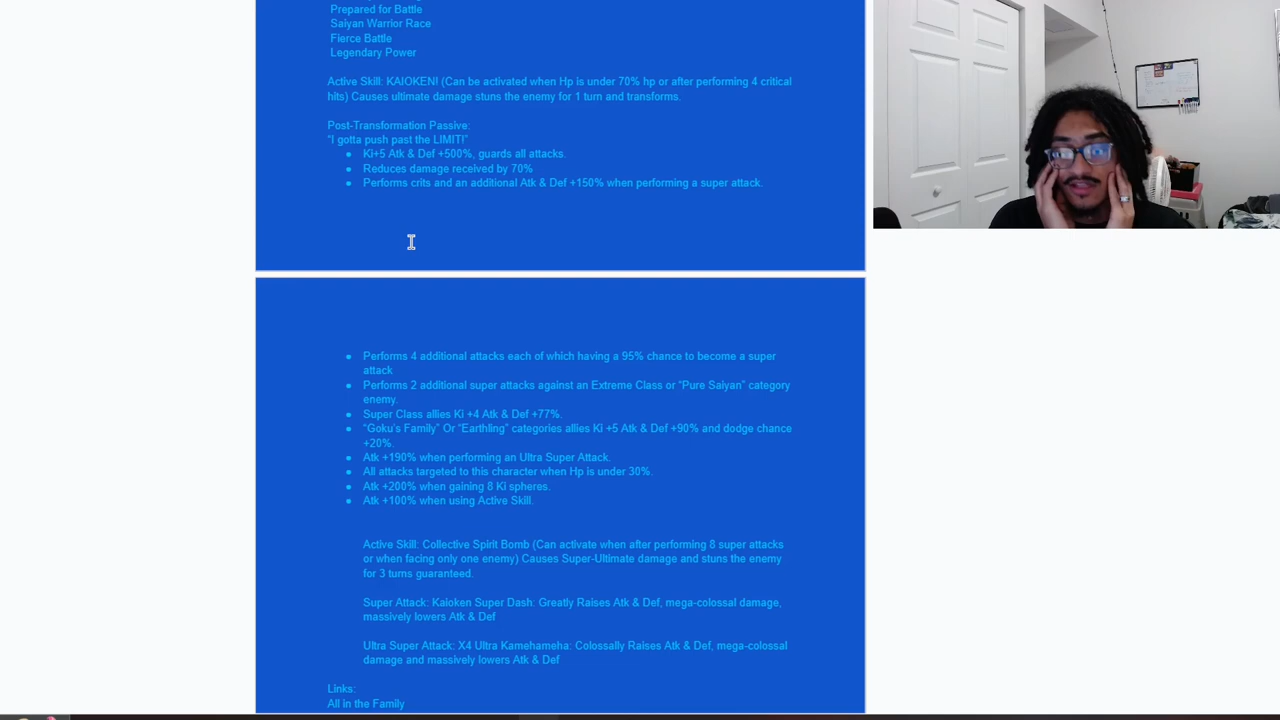 Prepared for Battle
Saiyan Warrior Race
Fierce Battle
Legendary Power
Active Skill: KAIOKEN! (Can be activated when Hp is under 70% hp or after performing 4 critical
hits) Causes ultimate damage stuns the enemy for 1 turn and transforms.
Post-Transformation Passive:
“I gotta push past the LIMIT!”
● Ki+5 Atk & Def +500%, guards all attacks.
● Reduces damage received by 70%
● Performs crits and an additional Atk & Def +150% when performing a super attack.
● Performs 4 additional attacks each of which having a 95% chance to become a super
attack
● Performs 2 additional super attacks against an Extreme Class or “Pure Saiyan” category
enemy.
● Super Class allies Ki +4 Atk & Def +77%.
● “Goku’s Family” Or “Earthling” categories allies Ki +5 Atk & Def +90% and dodge chance
+20%.
● Atk +190% when performing an Ultra Super Attack.
● All attacks targeted to this character when Hp is under 30%.
● Atk +200% when gaining 8 Ki spheres.
● Atk +100% when using Active Skill.
Active Skill: Collective Spirit Bomb (Can activate when after performing 8 super attacks
or when facing only one enemy) Causes Super-Ultimate damage and stuns the enemy
for 3 turns guaranteed.
Super Attack: Kaioken Super Dash: Greatly Raises Atk & Def, mega-colossal damage,
massively lowers Atk & Def
Ultra Super Attack: X4 Ultra Kamehameha: Colossally Raises Atk & Def, mega-colossal
damage and massively lowers Atk & Def
Links:
All in the Family